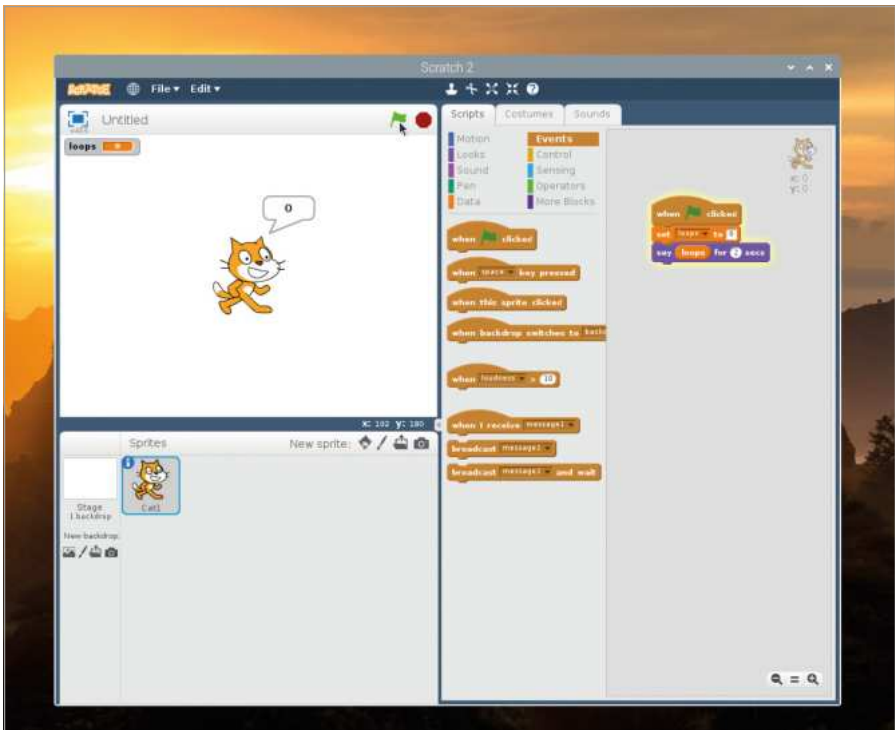 Scratch 2
SCRATCH File Edit
Untitled
loops 0
0
X: 102 y: 180
Sprites New sprite:
Stage
1 backdrop
New backdrop:
Cat1
Scripts Costumes Sounds
Motion Events
Looks Control
Sound Sensing
Pen Operators
Data More Blocks
when clicked
when space key pressed
when this sprite clicked
when backdrop switches to
when loudness > 10
when I receive message1
broadcast message1
broadcast message1 and wait
x: 0
y: 0
when clicked
set loops to 0
say loops for 2 secs